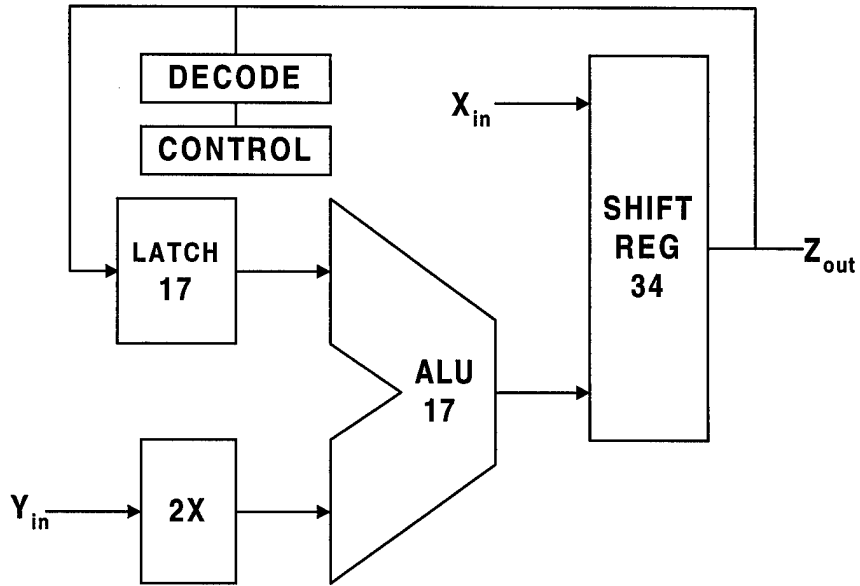 DECODE
CONTROL
X in
SHIFT
REG
34
LATCH
17
Z out
ALU
17
Y in
2X